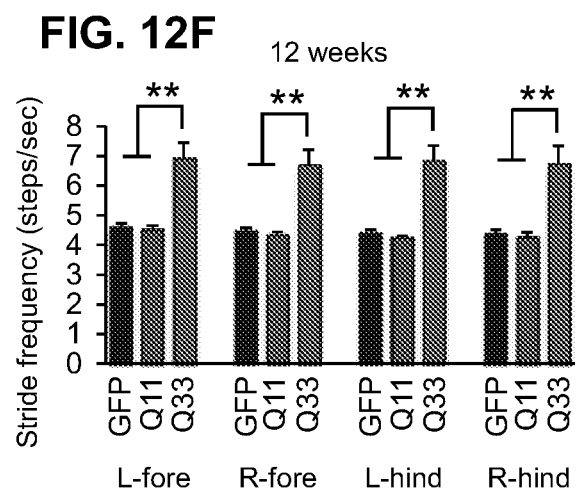 FIG. 12F
12 weeks
** ** ** **
Stride frequency (steps/sec)
8
7
6
5
4
3
2
1
0
GFP Q11 Q33 GFP Q11 Q33 GFP Q11 Q33 GFP Q11 Q33
L-fore R-fore L-hind R-hind